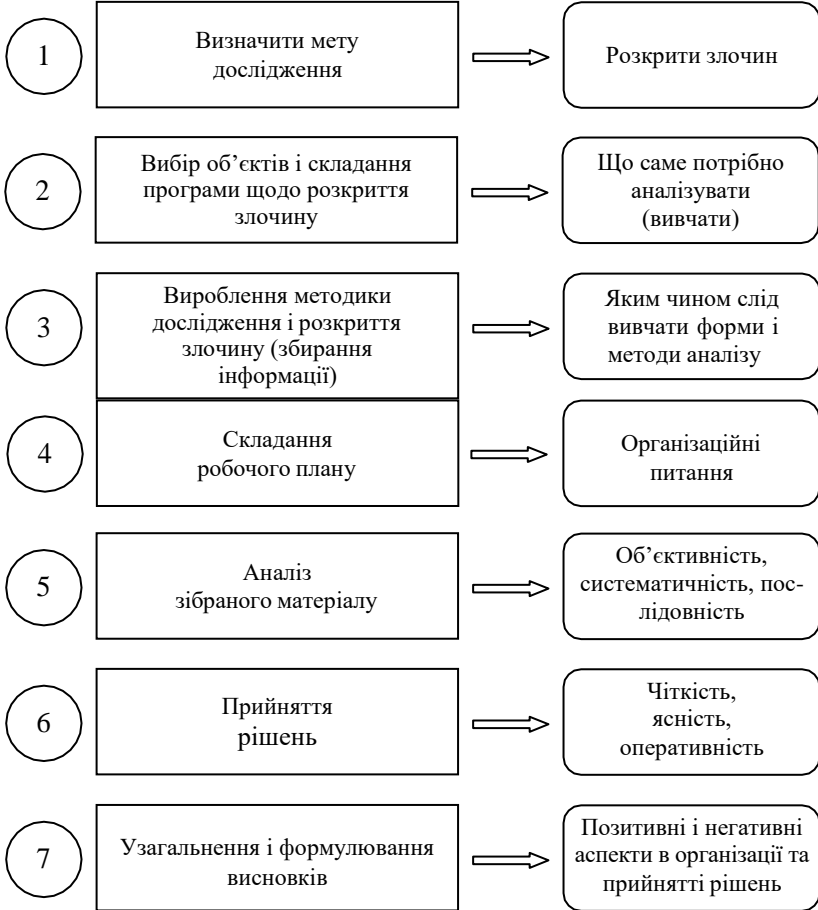 1
Визначити мету
дослідження
Розкрити злочин
2
Вибір об’єктів і складання
програми щодо розкриття
злочину
Що саме потрібно
аналізувати
(вивчати)
3
Вироблення методики
дослідження і розкриття
злочину (збирання
інформації)
Яким чином слід
вивчати форми і
методи аналізу
4
Складання
робочого плану
Організаційні
питання
5
Аналіз
зібраного матеріалу
Об’єктивність,
систематичність, пос-
лідовність
6
Прийняття
рішень
Чіткість,
ясність,
оперативність
7
Узагальнення і формулювання
висновків
Позитивні і негативні
аспекти в організації та
прийнятті рішень